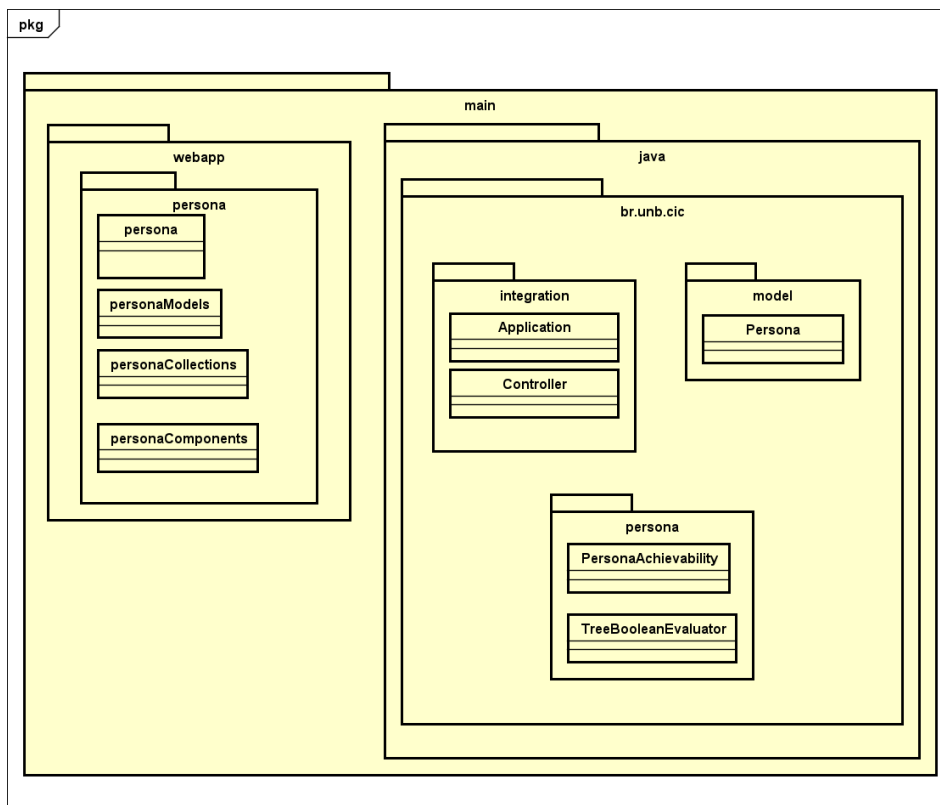 pkg
main
webapp
persona
persona
personaModels
personaCollections
personaComponents
java
br.unb.cic
integration
Application
Controller
model
Persona
persona
PersonaAchievability
TreeBooleanEvaluator